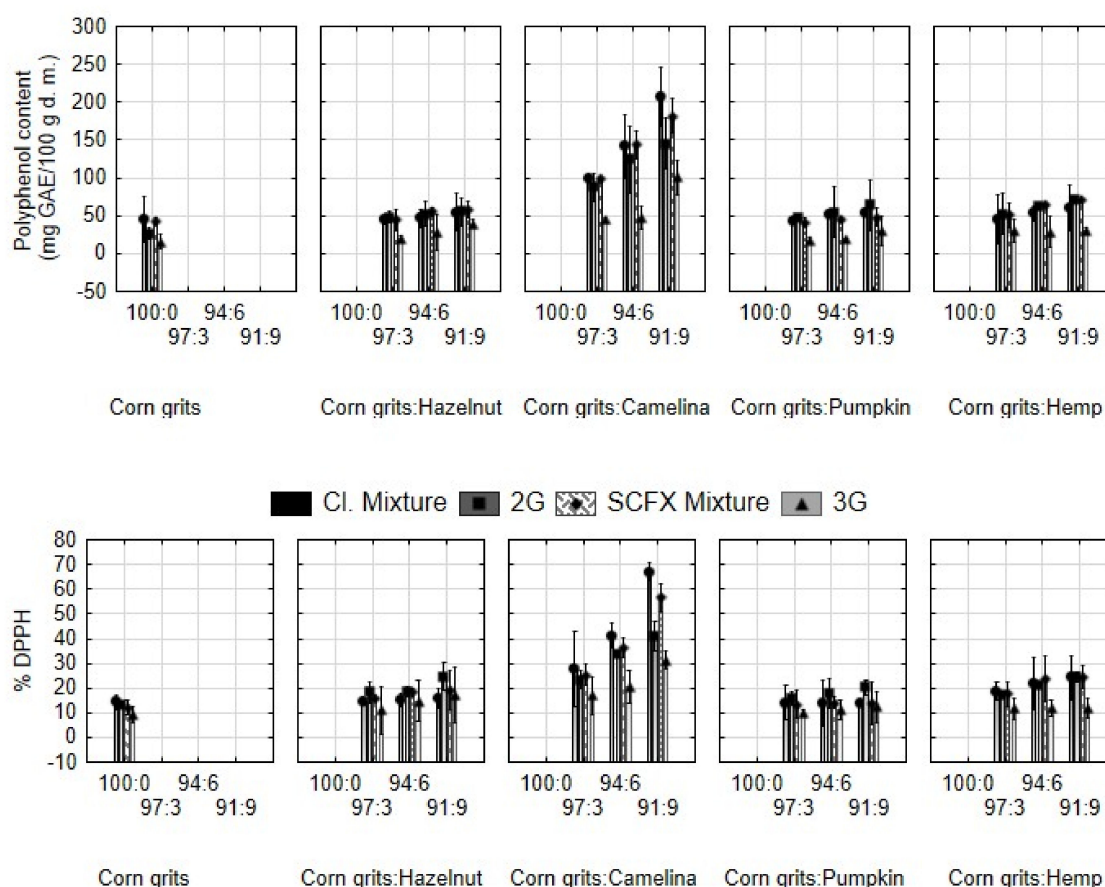 Polyphenol content
(mg GAE/100 g d. m.)
300
250
200
150
100
50
0
-50
100:0 94:6 100:0 94:6 100:0 94:6 100:0 94:6 100:0 94:6
97:3 91:9 97:3 91:9 97:3 91:9 97:3 91:9 97:3 91:9
Corn grits Corn grits:Hazelnut Corn grits:Camelina Corn grits:Pumpkin Corn grits:Hemp
Cl. Mixture 2G SCFX Mixture 3G
% DPPH
80
70
60
50
40
30
20
10
0
-10
100:0 94:6 100:0 94:6 100:0 94:6 100:0 94:6 100:0 94:6
97:3 91:9 97:3 91:9 97:3 91:9 97:3 91:9 97:3 91:9
Corn grits Corn grits:Hazelnut Corn grits:Camelina Corn grits:Pumpkin Corn grits:Hemp